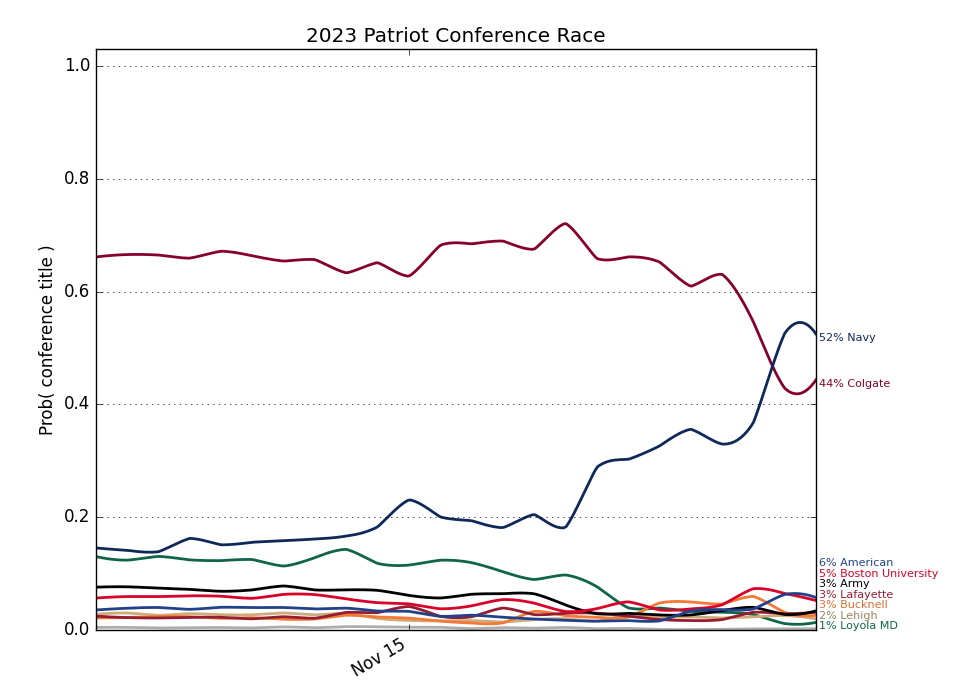 2023 Patriot Conference Race
1.0
0.8
0.6
0.4
0.2
0.0
Prob( conference title )
Nov 15
52% Navy
44% Colgate
6% American
5% Boston University
3% Army
3% Lafayette
3% Bucknell
2% Lehigh
1% Loyola MD